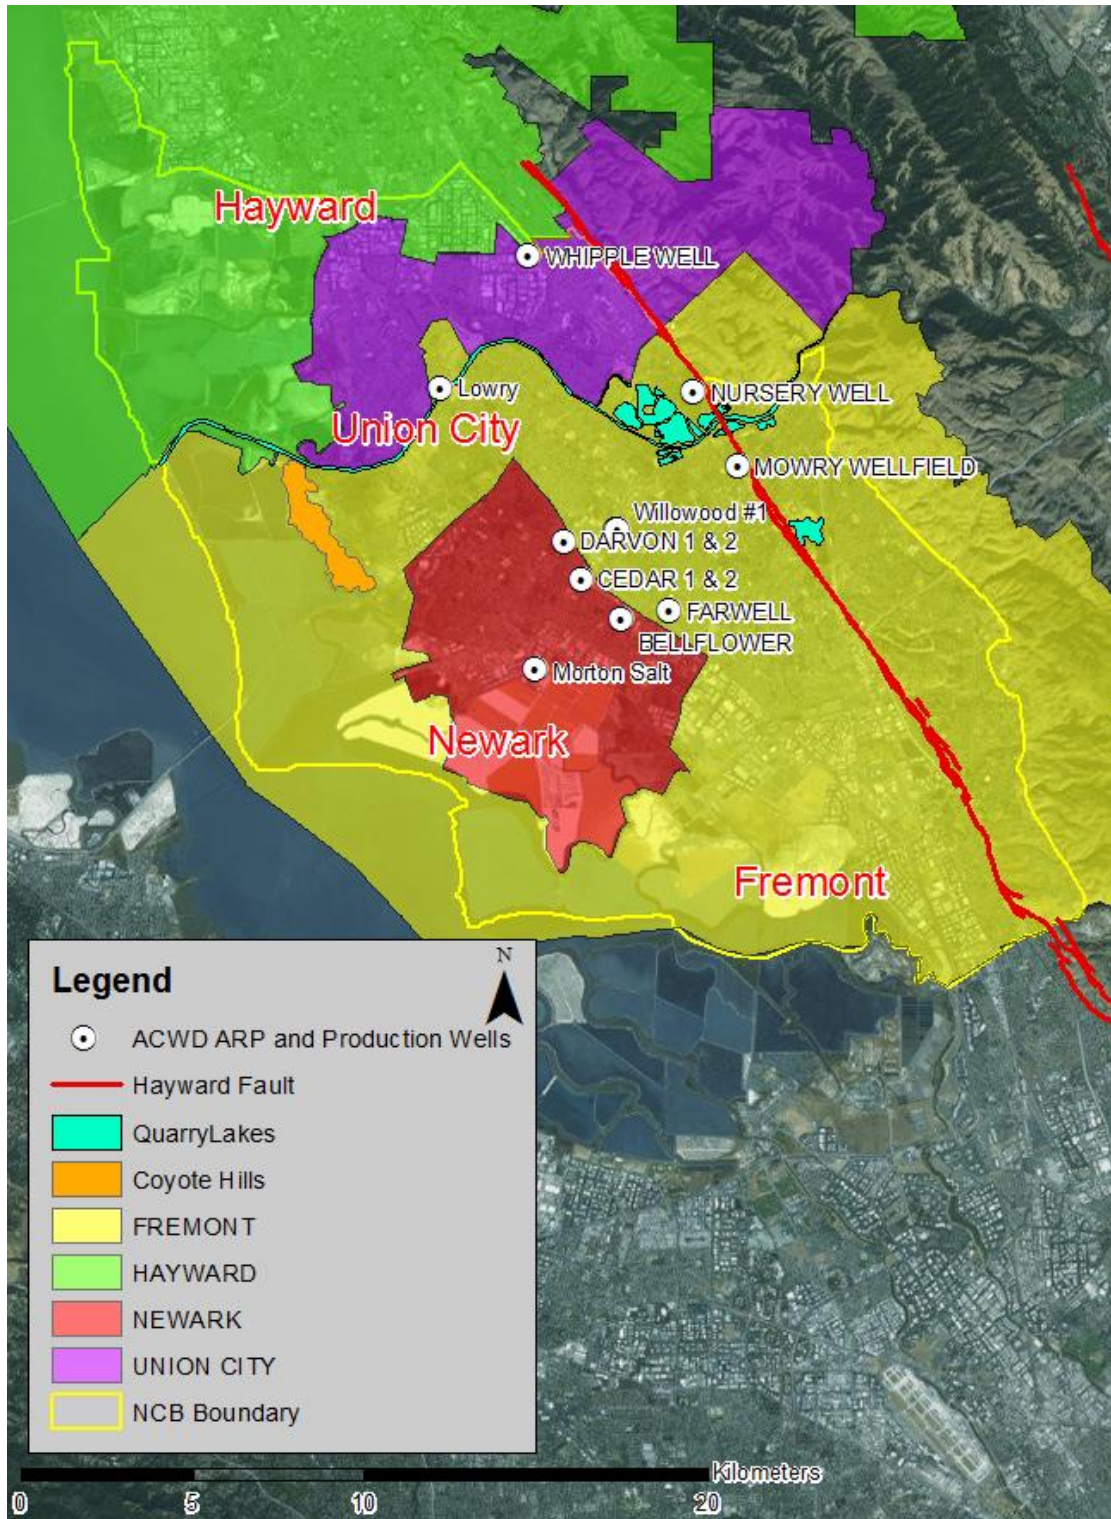 Hayward
WHIPPLE WELL
Lowry
NURSERY WELL
Union City
MOWRY WELLFIELD
Willowood #1
DARVON 1 & 2
CEDAR 1 & 2
FARWELL
BELLFLOWER
Morton Salt
Newark
Fremont
Legend
N
ACWD ARP and Production Wells
Hayward Fault
QuarryLakes
Coyote Hills
FREMONT
HAYWARD
NEWARK
UNION CITY
NCB Boundary
Kilometers
0 5 10 20